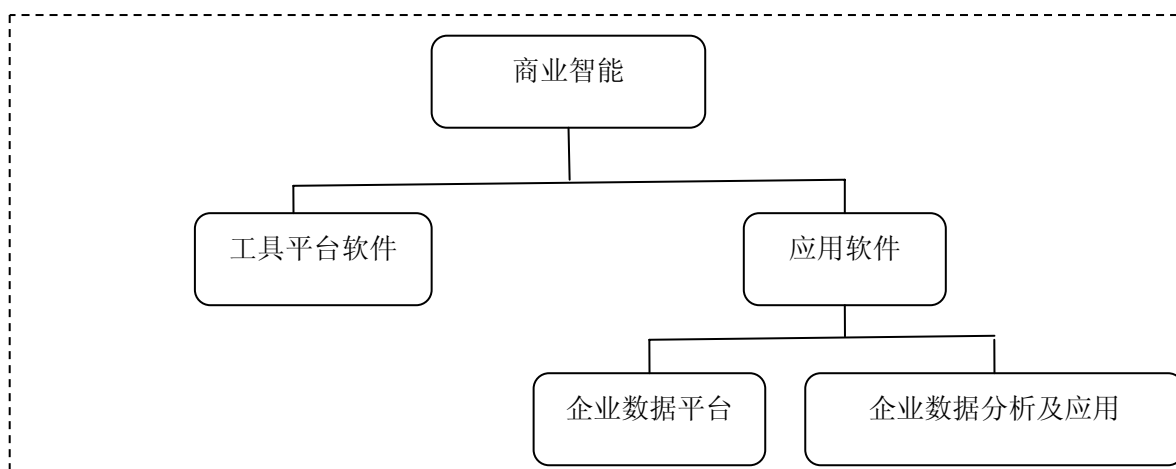 商业智能
工具平台软件
应用软件
企业数据平台
企业数据分析及应用